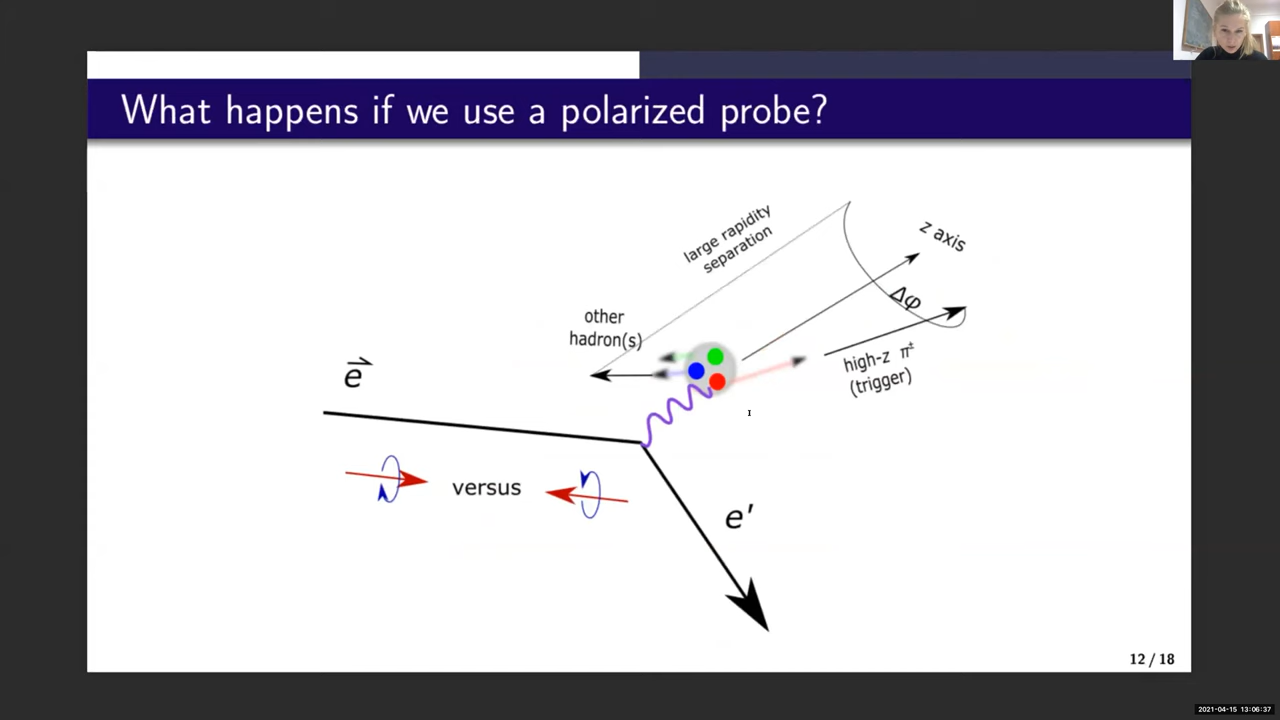 What happens if we use a polarized probe?
large rapidity
separation
z axis
Δφ
other
hadron(s)
high-z π±
(trigger)
e⃗
versus
e'
12 / 18
2021-04-15 13:06:37